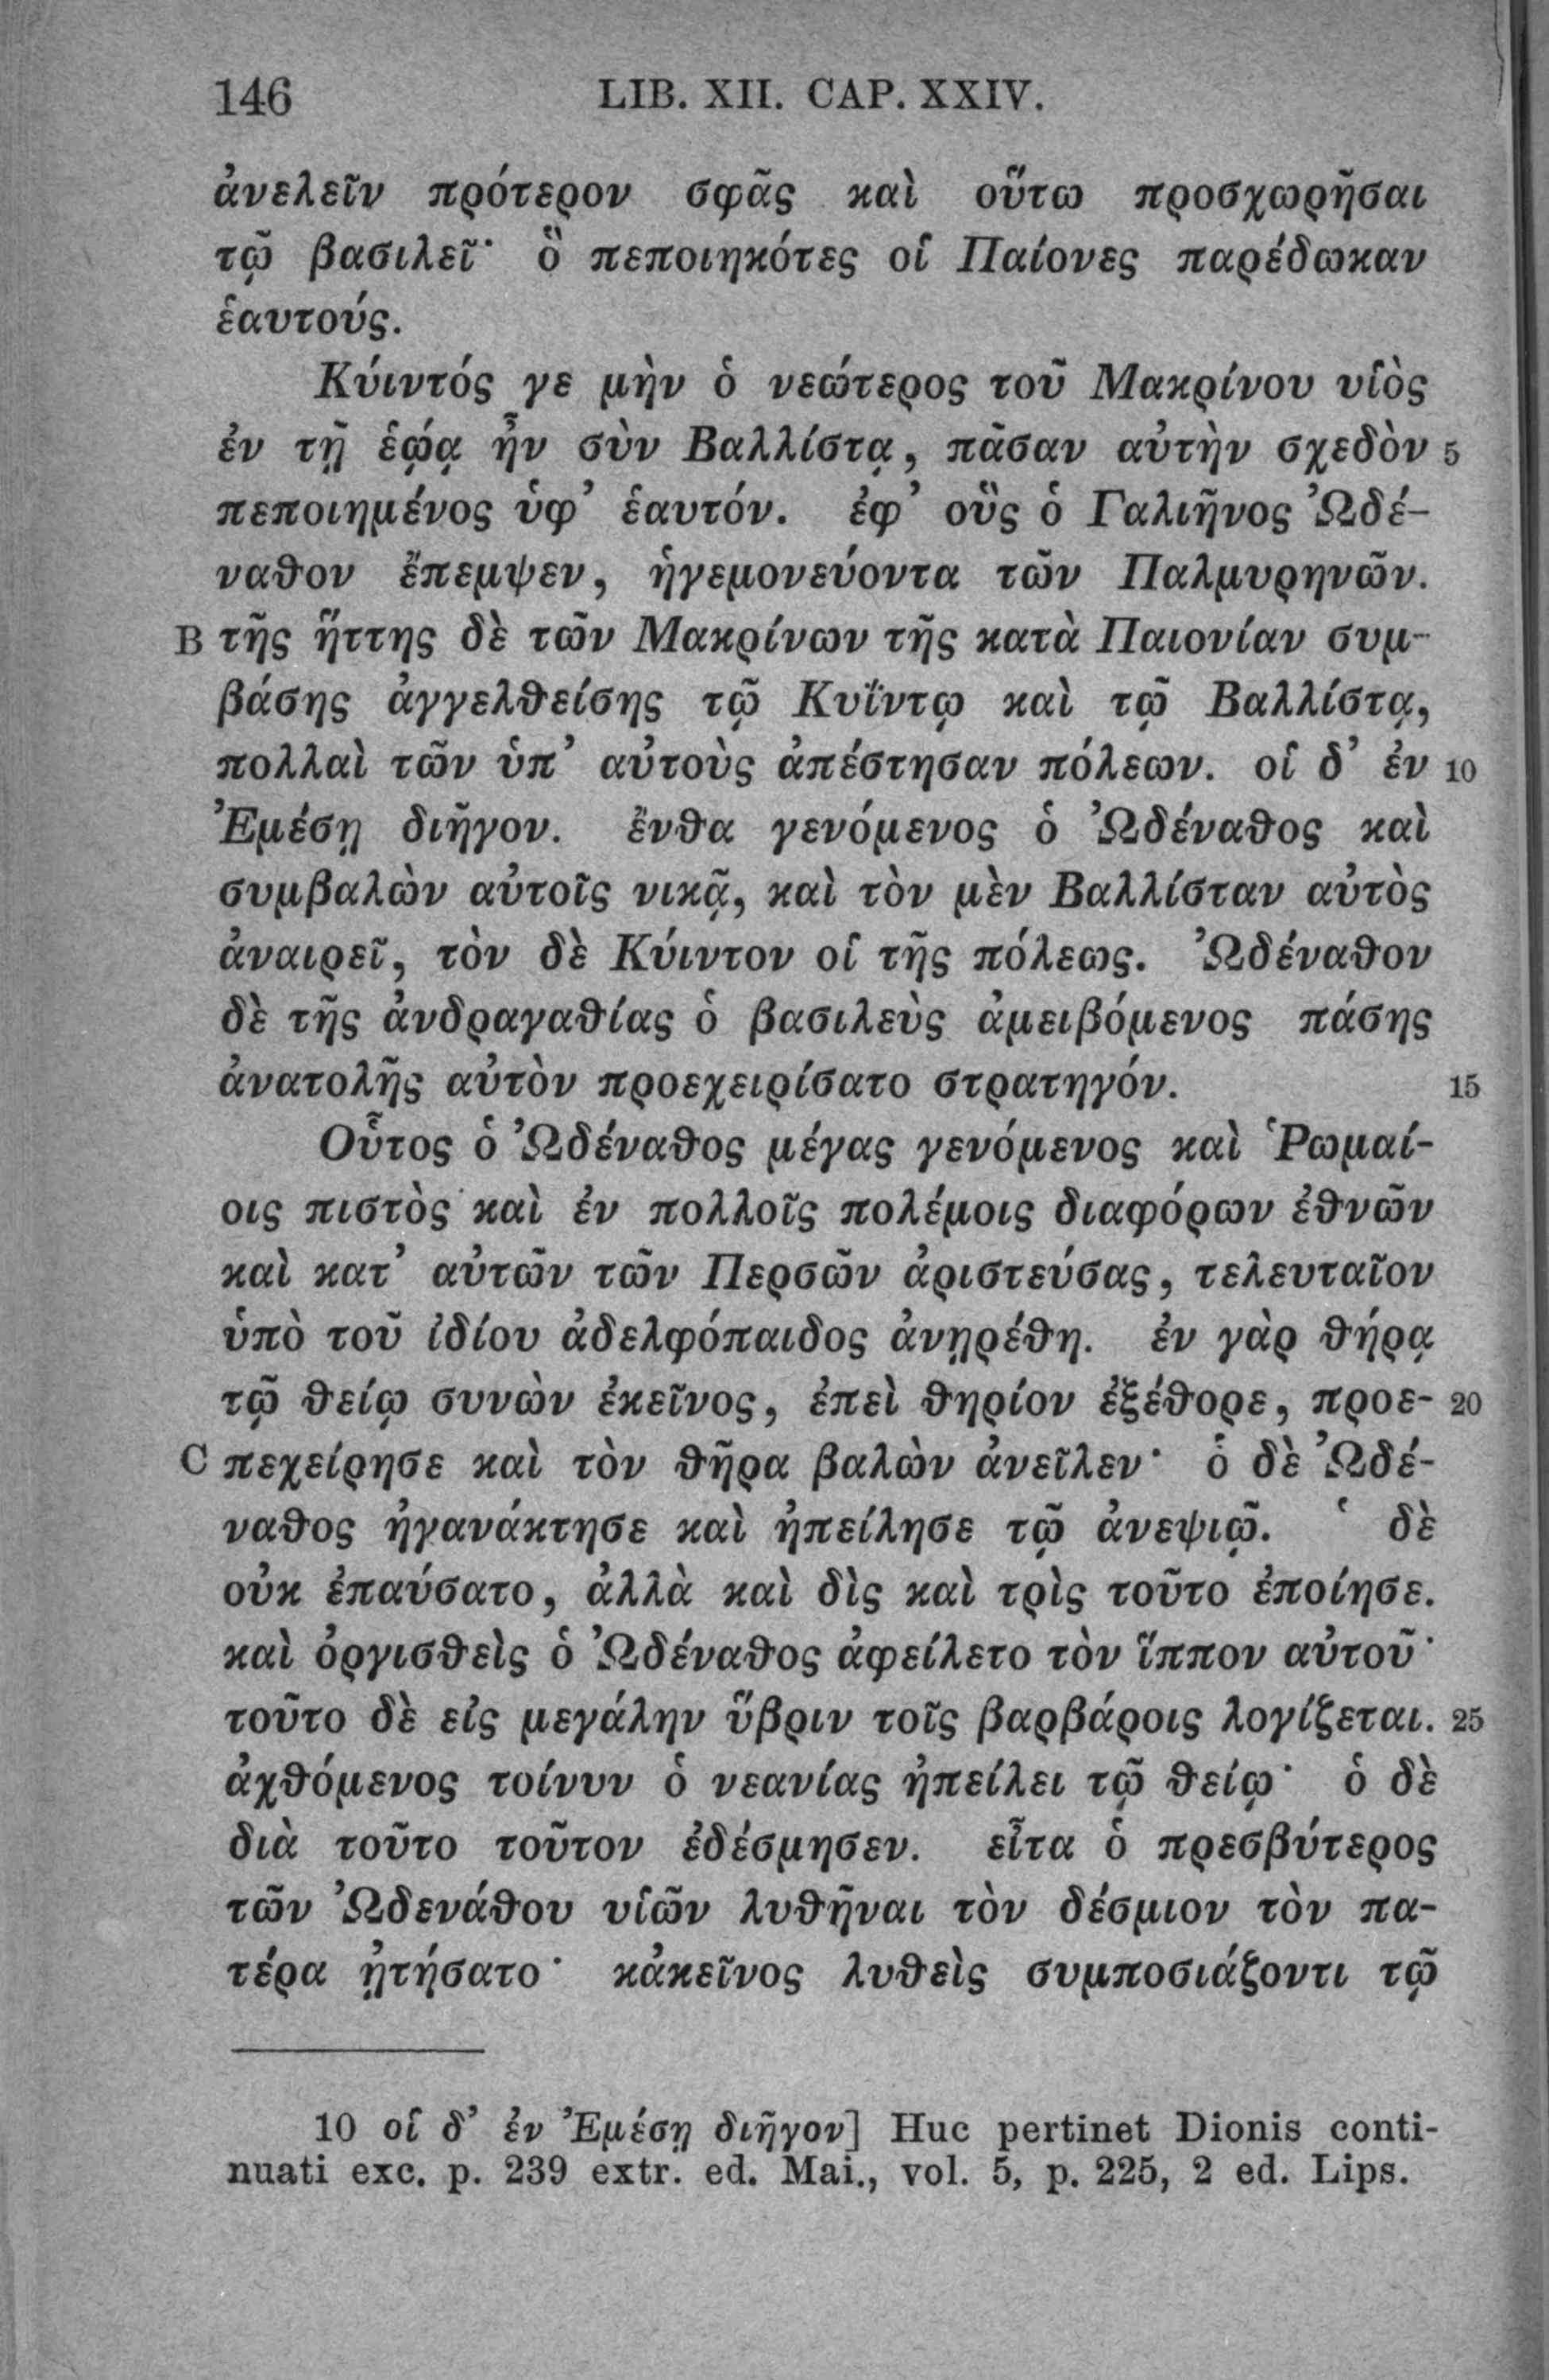 146 LIB. XII. CAP. XXIV.
ἀνελεῖν πρότερον σφᾶς καὶ οὕτω προσχωρῆσαι
τῷ βασιλεῖ· ὃ πεποιηκότες οἱ Παίονες παρέδωκαν
ἑαυτούς.
Κύιντός γε μὴν ὁ νεώτερος τοῦ Μακρίνου υἱὸς
ἐν τῇ ἑῴᾳ ἦν σὺν Βαλλίστᾳ, πᾶσαν αὐτὴν σχεδὸν 5
πεποιημένος ὑφ’ ἑαυτόν. ἐφ’ οὓς ὁ Γαλιῆνος Ὠδέ-
ναθον ἔπεμψεν, ἡγεμονεύοντα τῶν Παλμυρηνῶν.
B τῆς ἥττης δὲ τῶν Μακρίνων τῆς κατὰ Παιονίαν συμ-
βάσης ἀγγελθείσης τῷ Κυΐντῳ καὶ τῷ Βαλλίστᾳ,
πολλαὶ τῶν ὑπ’ αὐτοὺς ἀπέστησαν πόλεων. οἱ δ’ ἐν 10
Ἐμέσῃ διῆγον. ἔνθα γενόμενος ὁ Ὠδέναθος καὶ
συμβαλὼν αὐτοῖς νικᾷ, καὶ τὸν μὲν Βαλλίσταν αὐτὸς
ἀναιρεῖ, τὸν δὲ Κύιντον οἱ τῆς πόλεως. Ὠδέναθον
δὲ τῆς ἀνδραγαθίας ὁ βασιλεὺς ἀμειβόμενος πάσης
ἀνατολῆς αὐτὸν προεχειρίσατο στρατηγόν. 15
Οὗτος ὁ Ὠδέναθος μέγας γενόμενος καὶ Ῥωμαί-
οις πιστὸς καὶ ἐν πολλοῖς πολέμοις διαφόρων ἐθνῶν
καὶ κατ’ αὐτῶν τῶν Περσῶν ἀριστεύσας, τελευταῖον
ὑπὸ τοῦ ἰδίου ἀδελφόπαιδος ἀνῃρέθη. ἐν γὰρ θήρᾳ
τῷ θείῳ συνὼν ἐκεῖνος, ἐπεὶ θηρίον ἐξέθορε, προε- 20
C πεχείρησε καὶ τὸν θῆρα βαλὼν ἀνεῖλεν· ὁ δὲ Ὠδέ-
ναθος ἠγανάκτησε καὶ ἠπείλησε τῷ ἀνεψιῷ. ῾ δὲ
οὐκ ἐπαύσατο, ἀλλὰ καὶ δὶς καὶ τρὶς τοῦτο ἐποίησε.
καὶ ὀργισθεὶς ὁ Ὠδέναθος ἀφείλετο τὸν ἵππον αὐτοῦ·
τοῦτο δὲ εἰς μεγάλην ὕβριν τοῖς βαρβάροις λογίζεται. 25
ἀχθόμενος τοίνυν ὁ νεανίας ἠπείλει τῷ θείῳ· ὁ δὲ
διὰ τοῦτο τοῦτον ἐδέσμησεν. εἶτα ὁ πρεσβύτερος
τῶν Ὠδενάθου υἱῶν λυθῆναι τὸν δέσμιον τὸν πα-
τέρα ᾐτήσατο· κἀκεῖνος λυθεὶς συμποσιάζοντι τῷ
10 οἱ δ’ ἐν Ἐμέσῃ διῆγον] Huc pertinet Dionis conti-
nuati exc. p. 239 extr. ed. Mai., vol. 5, p. 225, 2 ed. Lips.